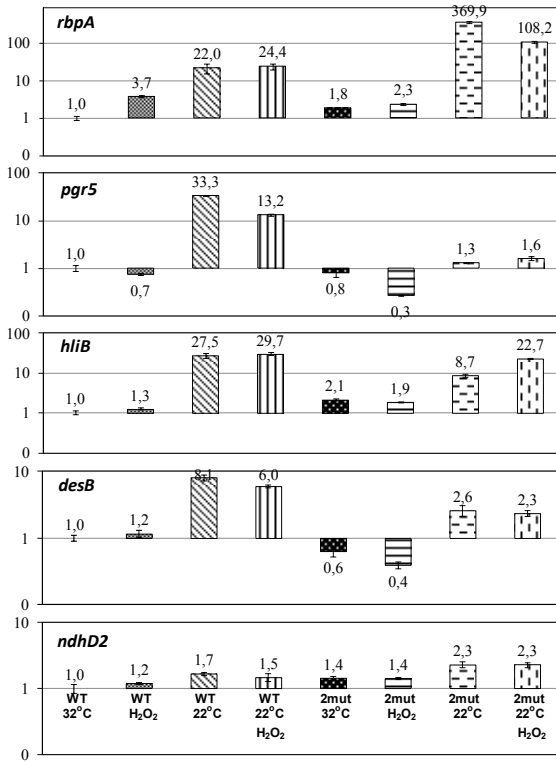 rbpA
100
10
1
0
1,0
3,7
22,0
24,4
1,8
2,3
369,9
108,2
pgr5
100
10
1
0
1,0
0,7
33,3
13,2
0,8
0,3
1,3
1,6
hliB
100
10
1
0
1,0
1,3
27,5
29,7
2,1
1,9
8,7
22,7
desB
10
1
0
1,0
1,2
8,1
6,0
0,6
0,4
2,6
2,3
ndhD2
10
1
0
1,0
1,2
1,7
1,5
1,4
1,4
2,3
2,3
WT
32°C
WT
H₂O₂
WT
22°C
WT
22°C
H₂O₂
2mut
32°C
2mut
H₂O₂
2mut
22°C
2mut
22°C
H₂O₂